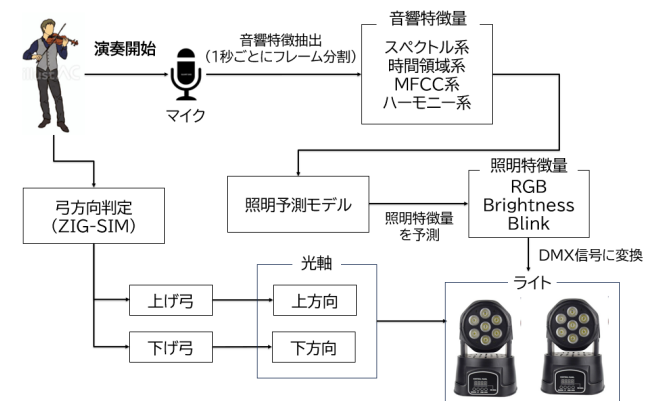 演奏開始
マイク
音響特徴抽出
(1秒ごとにフレーム分割)
音響特徴量
スペクトル系
時間領域系
MFCC系
ハーモニー系
弓方向判定
(ZIG-SIM)
照明予測モデル
照明特徴量
を予測
照明特徴量
RGB
Brightness
Blink
DMX信号に変換
光軸
上げ弓
上方向
下げ弓
下方向
ライト